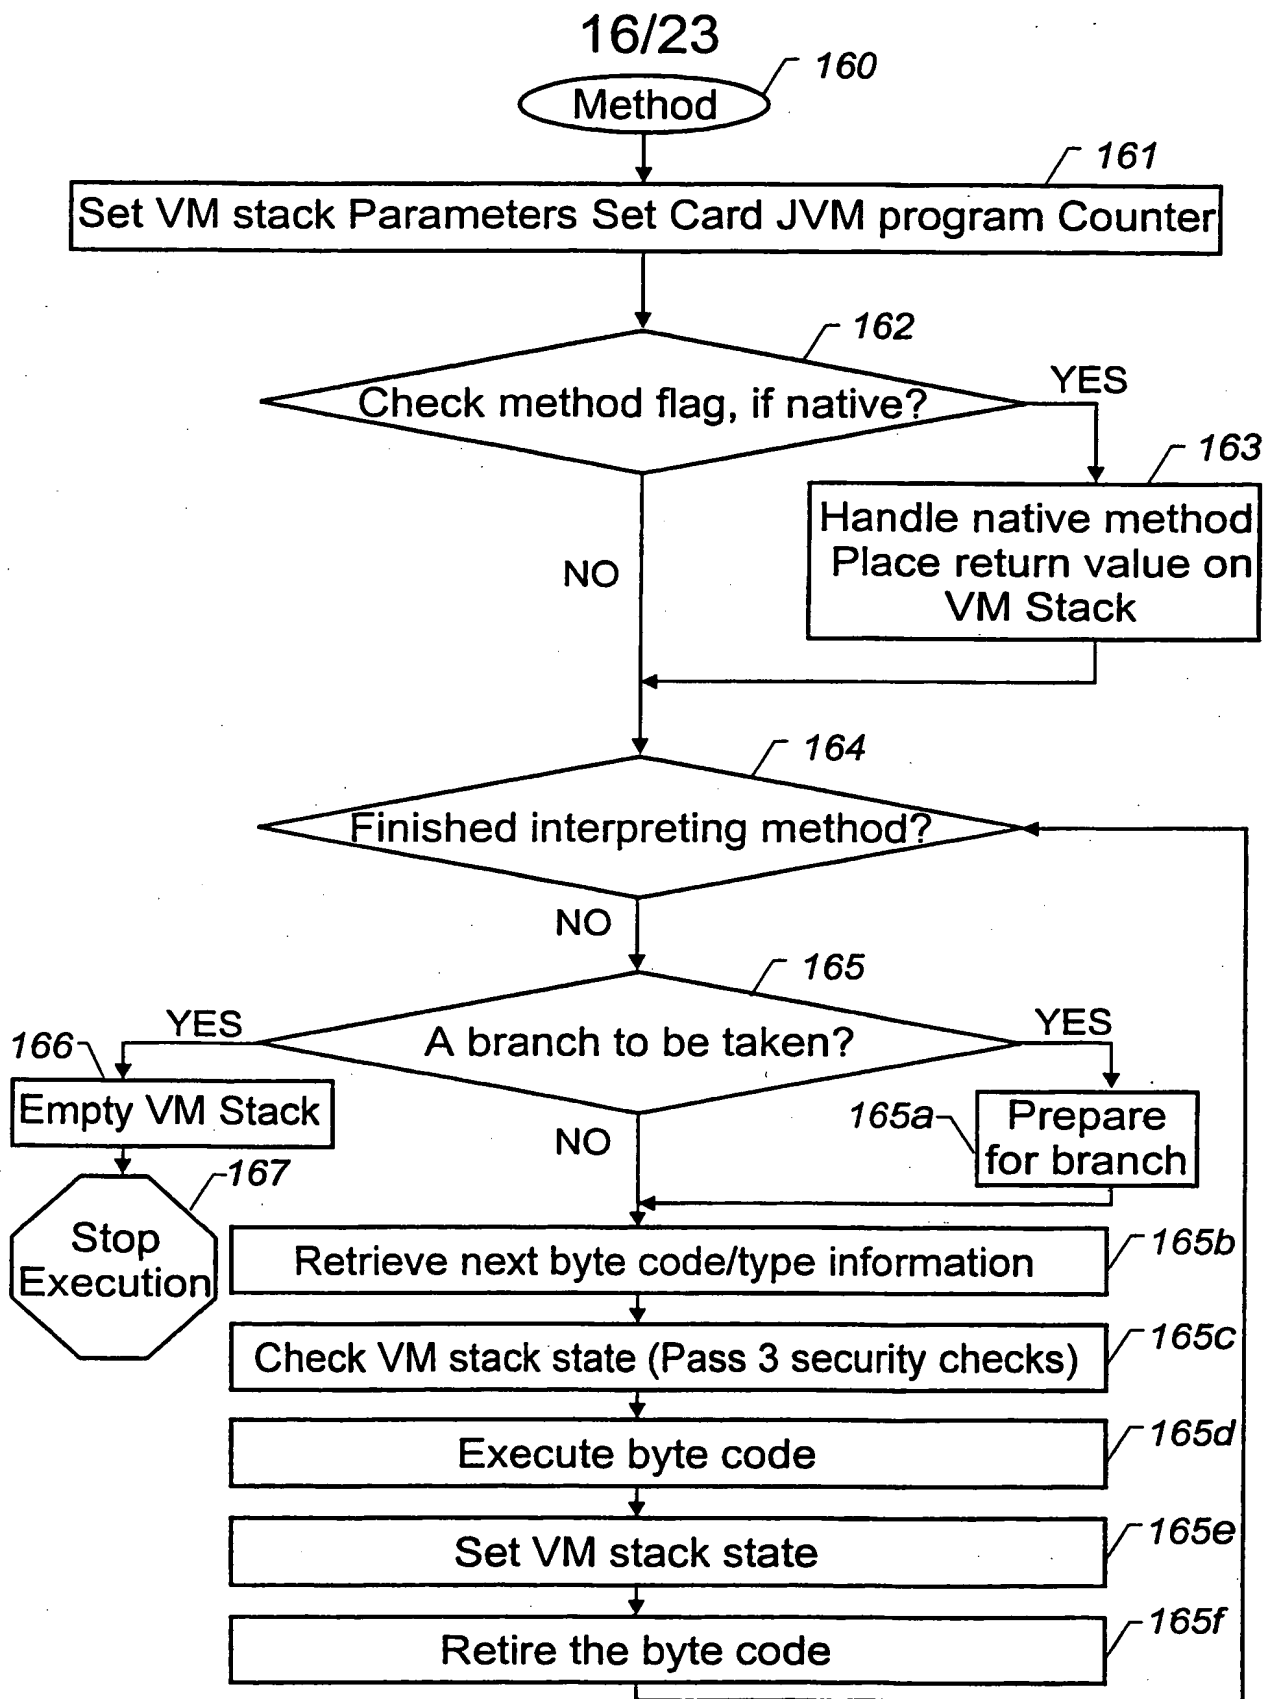 16/23
160
Method
161
Set VM stack Parameters Set Card JVM program Counter
162
Check method flag, if native?
YES
163
Handle native method
Place return value on
VM Stack
NO
164
Finished interpreting method?
NO
165
A branch to be taken?
YES
YES
166
Empty VM Stack
165a
Prepare
for branch
NO
167
Stop
Execution
Retrieve next byte code/type information
165b
Check VM stack state (Pass 3 security checks)
165c
Execute byte code
165d
Set VM stack state
165e
Retire the byte code
165f